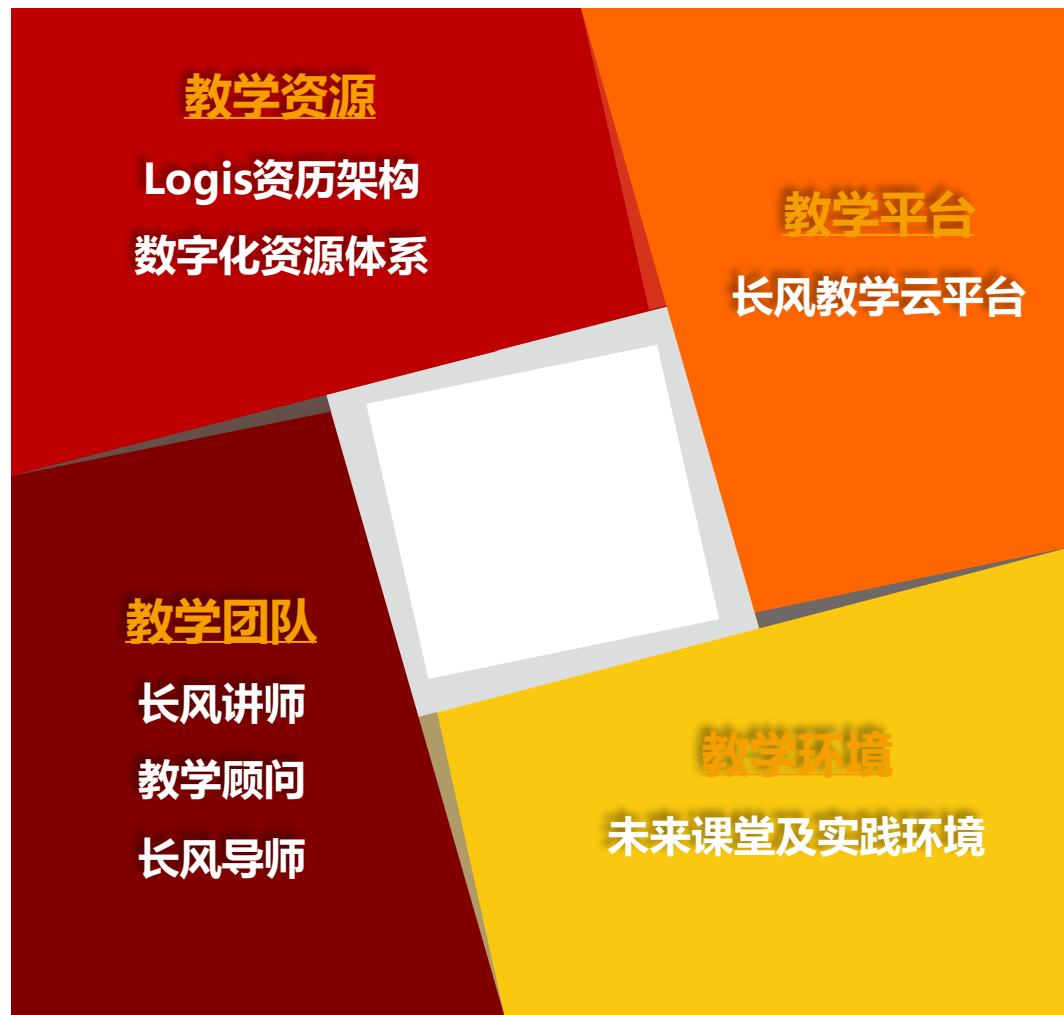 教学资源
Logis资历架构
数字化资源体系
教学平台
长风教学云平台
教学团队
长风讲师
教学顾问
长风导师
教学环境
未来课堂及实践环境